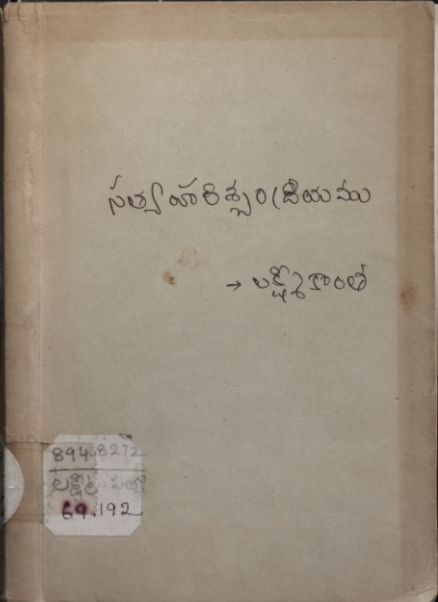 సత్యహరిశ్చంద్రీయము
→ లక్ష్మీకాంత
894.8272
69.192